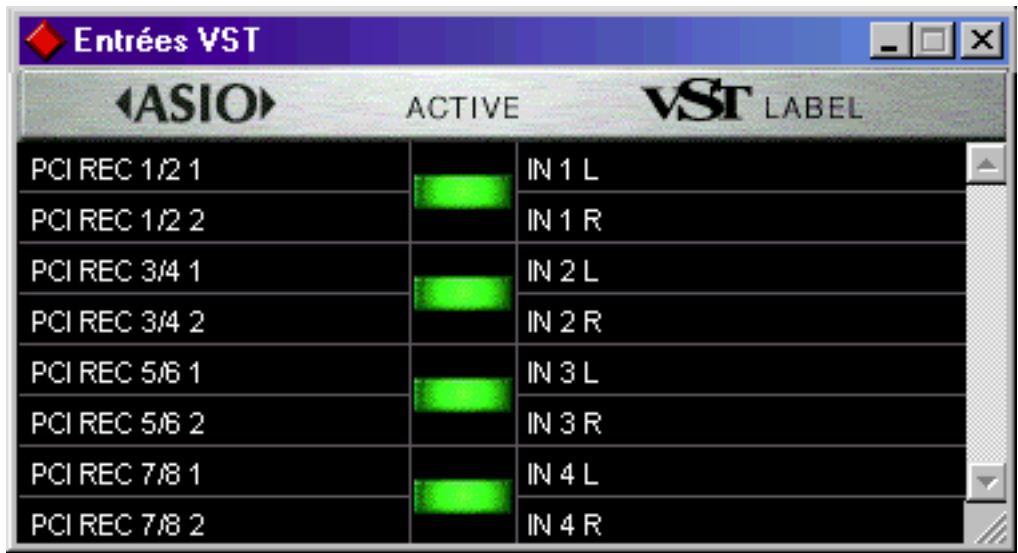 Entrées VST
ASIO ACTIVE VST LABEL
PCI REC 1/2 1 IN 1 L
PCI REC 1/2 2 IN 1 R
PCI REC 3/4 1 IN 2 L
PCI REC 3/4 2 IN 2 R
PCI REC 5/6 1 IN 3 L
PCI REC 5/6 2 IN 3 R
PCI REC 7/8 1 IN 4 L
PCI REC 7/8 2 IN 4 R